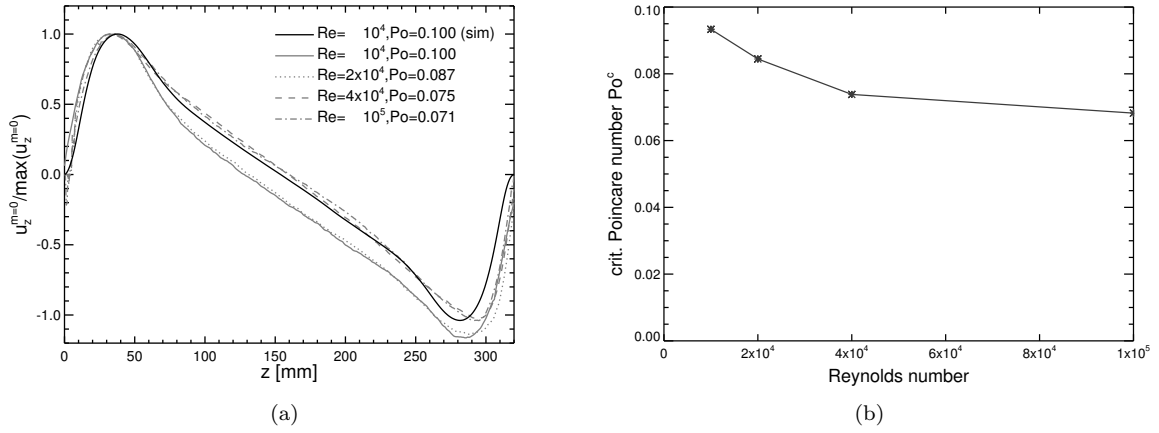 u_z^{m=0}/max(u_z^{m=0})
1.0
0.5
0.0
-0.5
-1.0
Re= 10^4,Po=0.100 (sim)
Re= 10^4,Po=0.100
Re=2x10^4,Po=0.087
Re=4x10^4,Po=0.075
Re= 10^5,Po=0.071
0 50 100 150 200 250 300
z [mm]
(a)
crit. Poincare number Po^c
0.10
0.08
0.06
0.04
0.02
0.00
0 2x10^4 4x10^4 6x10^4 8x10^4 1x10^5
Reynolds number
(b)